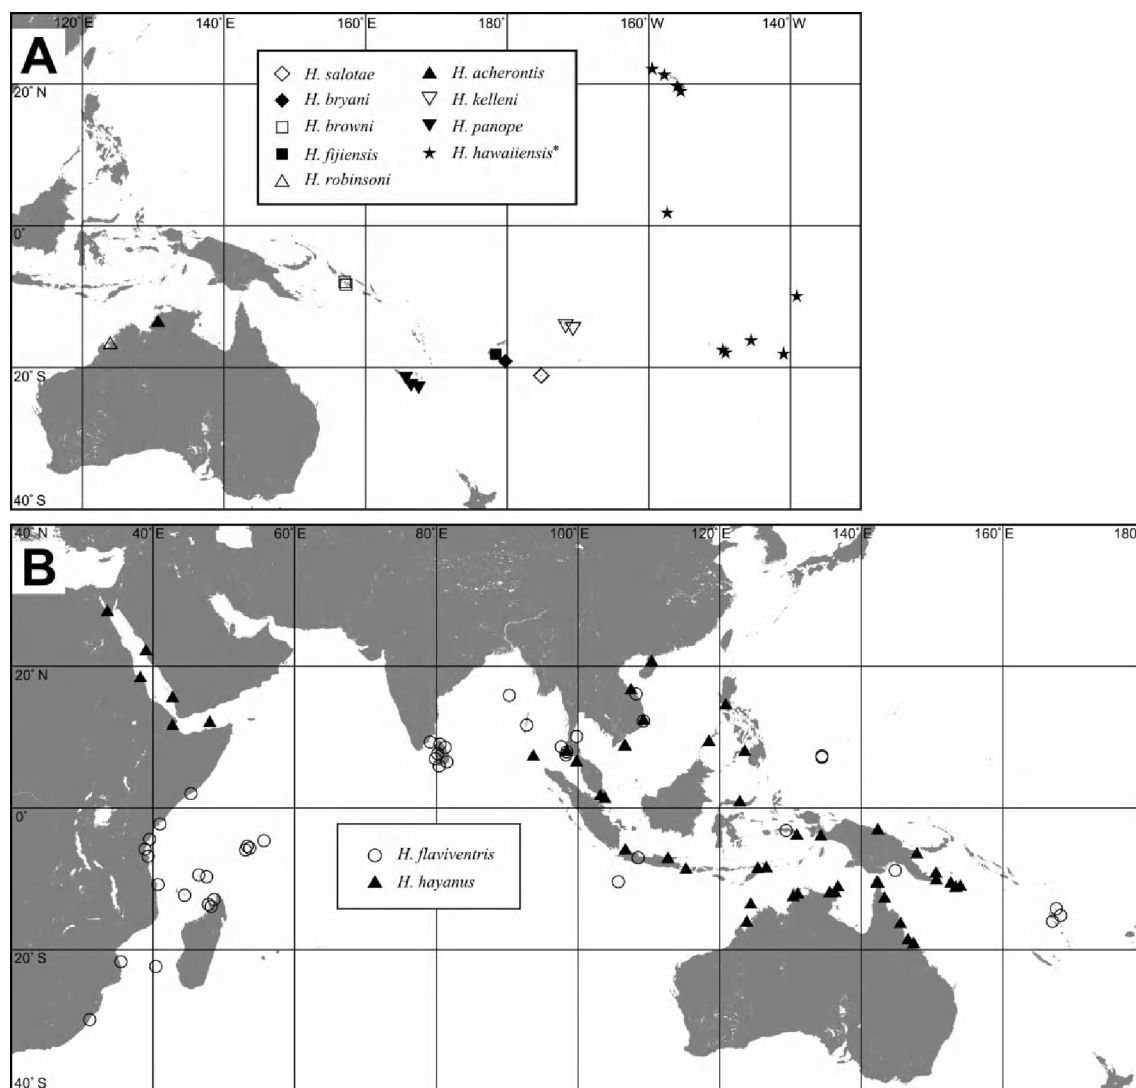 A
120° E
140° E
160° E
180°
160° W
140° W
20° N
0°
20° S
40° S
H. salotae
H. bryani
H. browni
H. fijiensis
H. robinsoni
H. acherontis
H. kelleni
H. panope
H. hawaiiensis*
B
40° N
40° E
60° E
80° E
100° E
120° E
140° E
160° E
180°
20° N
0°
20° S
40° S
H. flaviventris
H. hayanus